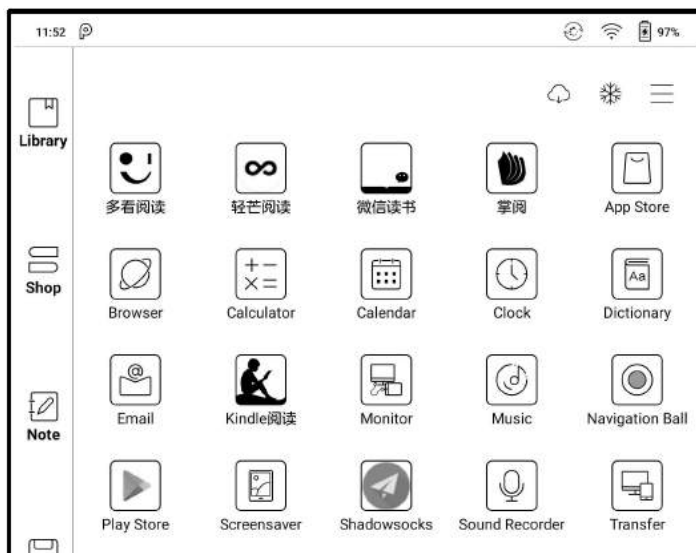 11:52
97%
Library
多看阅读
轻芒阅读
微信读书
掌阅
App Store
Shop
Browser
Calculator
Calendar
Clock
Aa
Dictionary
Note
@
Email
Kindle阅读
Monitor
Music
Navigation Ball
Play Store
Screensaver
Shadowsocks
Sound Recorder
Transfer